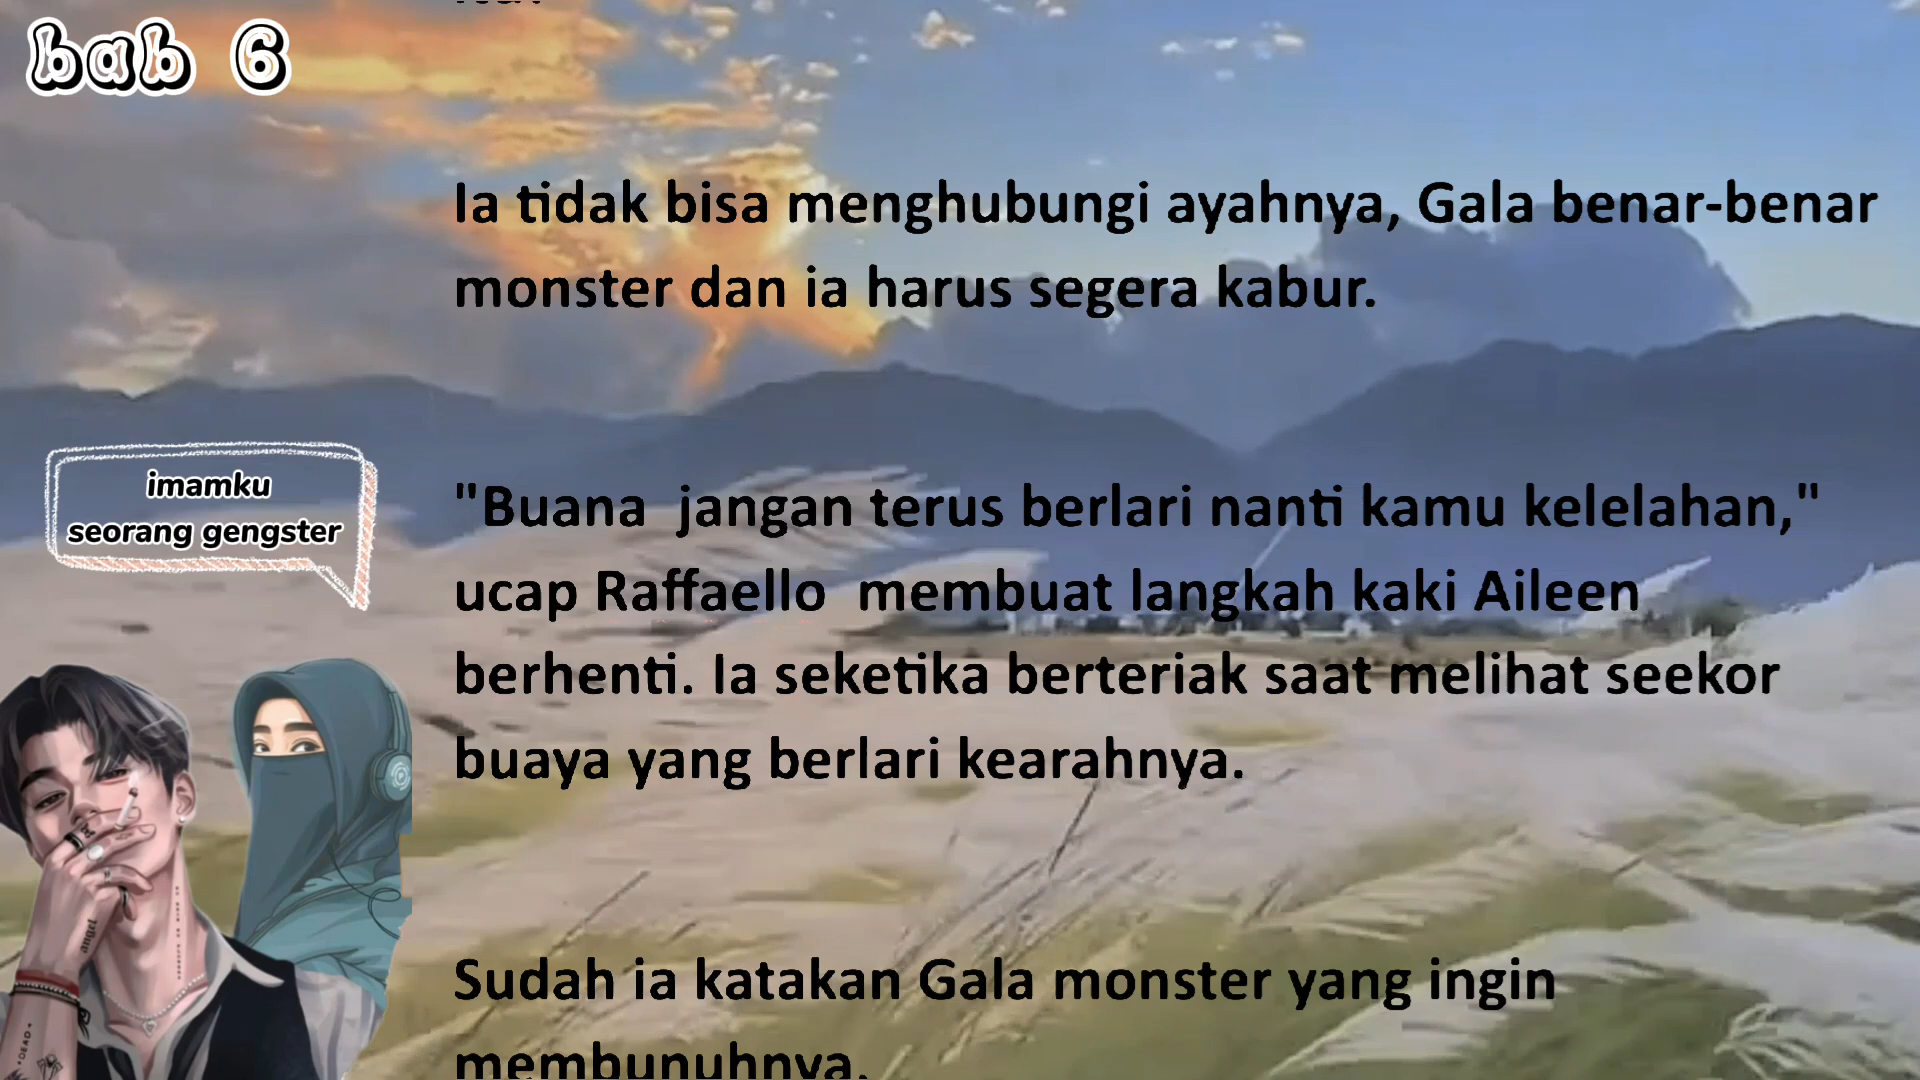 bab 6
Ia tidak bisa menghubungi ayahnya, Gala benar-benar
monster dan ia harus segera kabur.
imamku
seorang gengster
"Buana  jangan terus berlari nanti kamu kelelahan,"
ucap Raffaello  membuat langkah kaki Aileen
berhenti. Ia seketika berteriak saat melihat seekor
buaya yang berlari kearahnya.
Sudah ia katakan Gala monster yang ingin
membunuhnya.
angel
DEAD